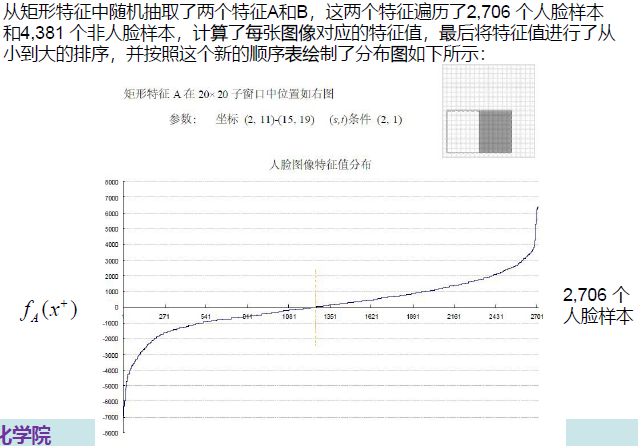 从矩形特征中随机抽取了两个特征A和B，这两个特征遍历了2,706 个人脸样本
和4,381 个非人脸样本，计算了每张图像对应的特征值，最后将特征值进行了从
小到大的排序，并按照这个新的顺序表绘制了分布图如下所示：
矩形特征 A 在 20×20 子窗口中位置如右图
参数： 坐标 (2, 11)-(15, 19) (s,t)条件 (2, 1)
人脸图像特征值分布
6000
7000
6000
5000
4000
3000
2000
1000
0
-1000
-2000
-3000
-4000
-5000
-6000
-7000
-8000
1 271 541 811 1081 1351 1621 1891 2161 2431 2701
f_A(x⁺)
2,706 个
人脸样本
化学院